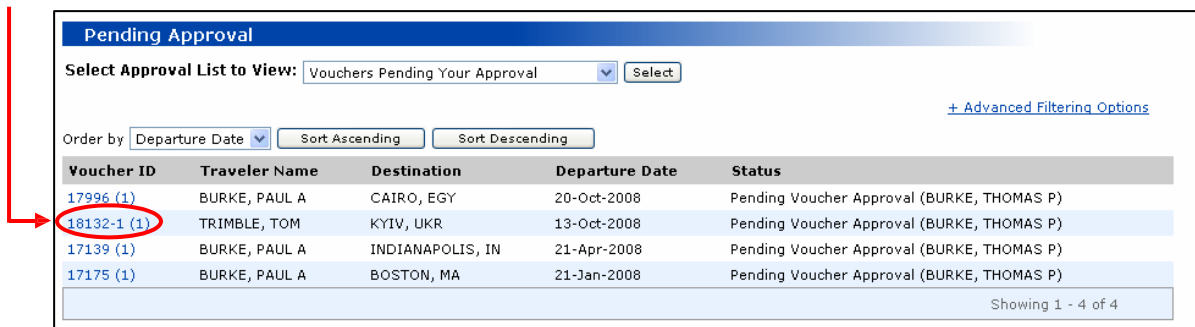 Pending Approval
Select Approval List to View: Vouchers Pending Your Approval Select
+ Advanced Filtering Options
Order by Departure Date Sort Ascending Sort Descending
Voucher ID Traveler Name Destination Departure Date Status
17996 (1) BURKE, PAUL A CAIRO, EGY 20-Oct-2008 Pending Voucher Approval (BURKE, THOMAS P)
18132-1 (1) TRIMBLE, TOM KYIV, UKR 13-Oct-2008 Pending Voucher Approval (BURKE, THOMAS P)
17139 (1) BURKE, PAUL A INDIANAPOLIS, IN 21-Apr-2008 Pending Voucher Approval (BURKE, THOMAS P)
17175 (1) BURKE, PAUL A BOSTON, MA 21-Jan-2008 Pending Voucher Approval (BURKE, THOMAS P)
Showing 1 - 4 of 4